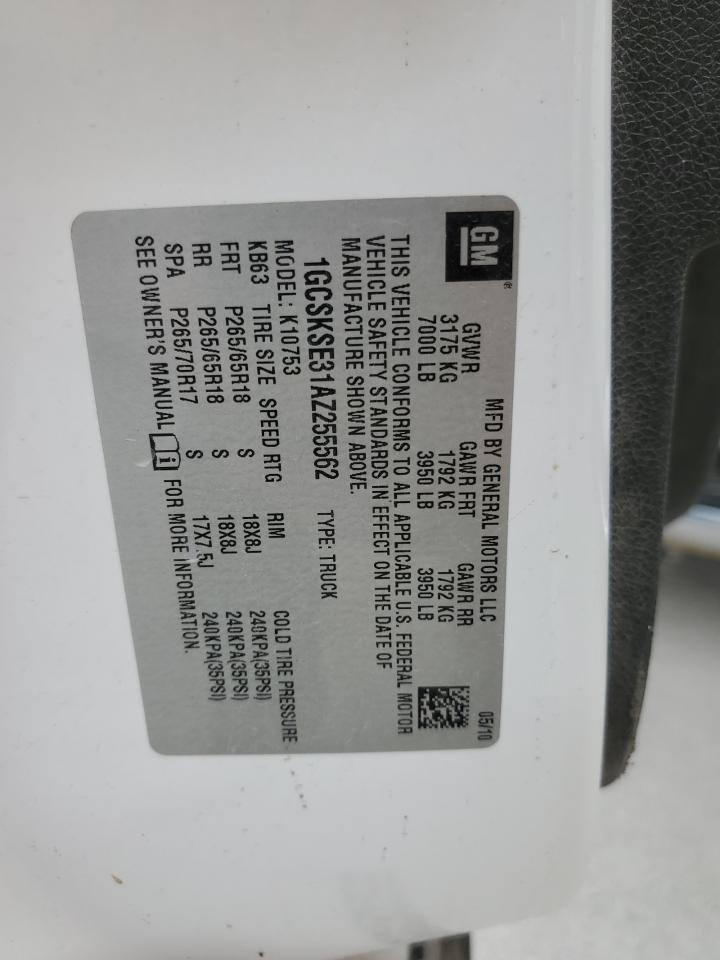 GM®
MFD BY GENERAL MOTORS LLC 05/10
GVWR GAWR FRT GAWR RR
3175 KG 1792 KG 1792 KG
7000 LB 3950 LB 3950 LB
THIS VEHICLE CONFORMS TO ALL APPLICABLE U.S. FEDERAL MOTOR
VEHICLE SAFETY STANDARDS IN EFFECT ON THE DATE OF
MANUFACTURE SHOWN ABOVE.
1GCSKSE31AZ255562 TYPE: TRUCK
MODEL: K10753
KB63 TIRE SIZE SPEED RTG RIM COLD TIRE PRESSURE
FRT P265/65R18 S 18X8J 240KPA(35PSI)
RR P265/65R18 S 18X8J 240KPA(35PSI)
SPA P265/70R17 S 17X7.5J 240KPA(35PSI)
SEE OWNER'S MANUAL i FOR MORE INFORMATION.